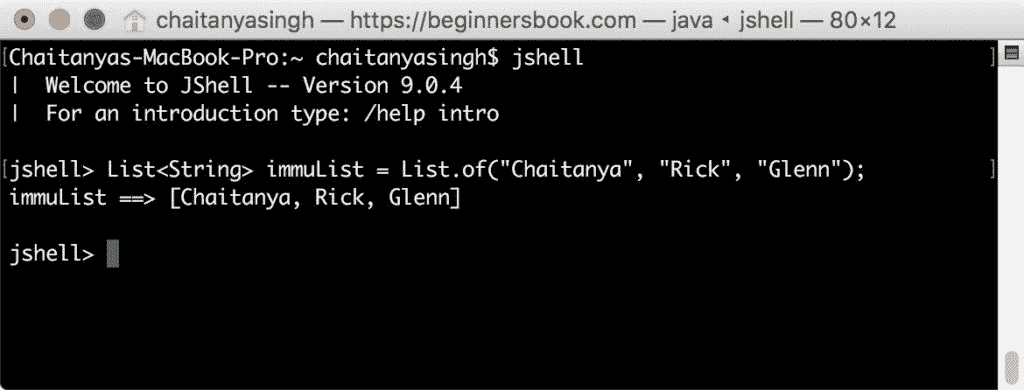 chaitanyasingh — https://beginnersbook.com — java ◂ jshell — 80×12
[Chaitanyas-MacBook-Pro:~ chaitanyasingh$ jshell ]
|  Welcome to JShell -- Version 9.0.4
|  For an introduction type: /help intro
[jshell> List<String> immuList = List.of("Chaitanya", "Rick", "Glenn"); ]
immuList ==> [Chaitanya, Rick, Glenn]
jshell>